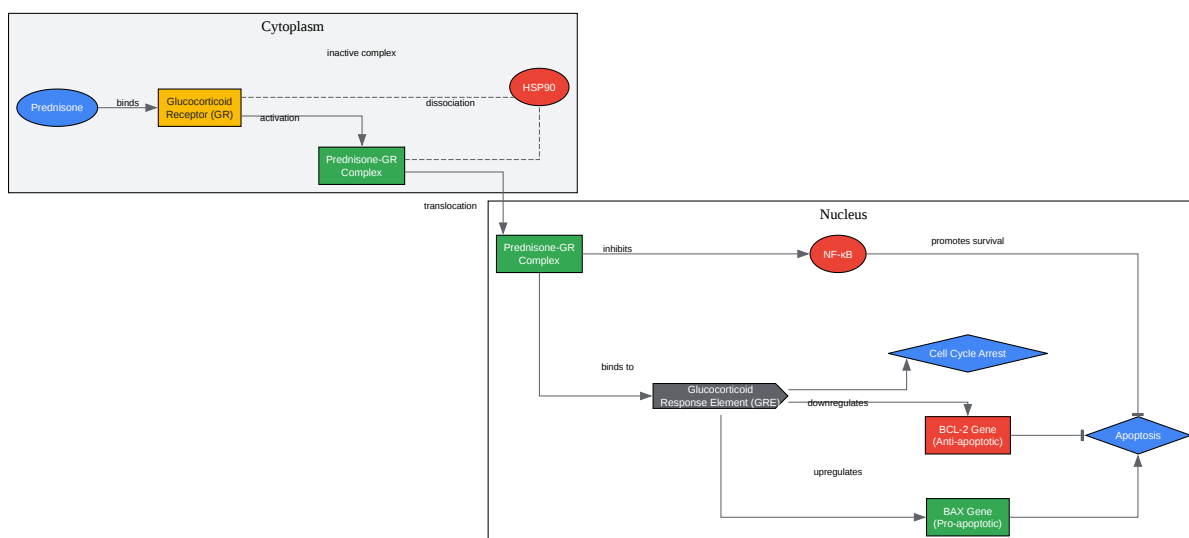 Cytoplasm
inactive complex
HSP90
Prednisone
binds
Glucocorticoid
Receptor (GR)
dissociation
activation
Prednisone-GR
Complex
translocation
Nucleus
Prednisone-GR
Complex
inhibits
NF-κB
promotes survival
Cell Cycle Arrest
binds to
Glucocorticoid
Response Element (GRE)
downregulates
BCL-2 Gene
(Anti-apoptotic)
Apoptosis
upregulates
BAX Gene
(Pro-apoptotic)